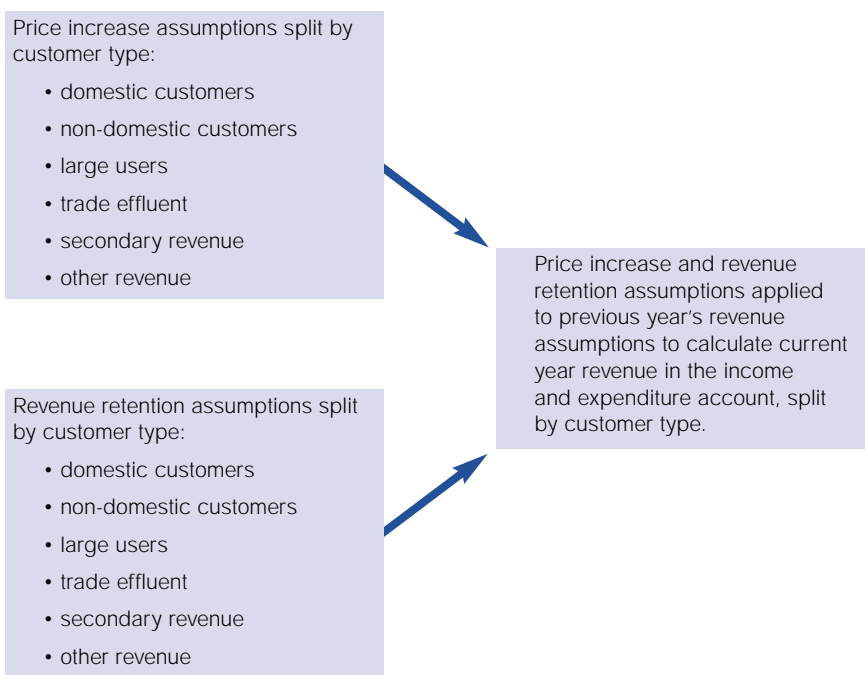 Price increase assumptions split by
customer type:
• domestic customers
• non-domestic customers
• large users
• trade effluent
• secondary revenue
• other revenue
Price increase and revenue
retention assumptions applied
to previous year's revenue
assumptions to calculate current
year revenue in the income
and expenditure account, split
by customer type.
Revenue retention assumptions split
by customer type:
• domestic customers
• non-domestic customers
• large users
• trade effluent
• secondary revenue
• other revenue